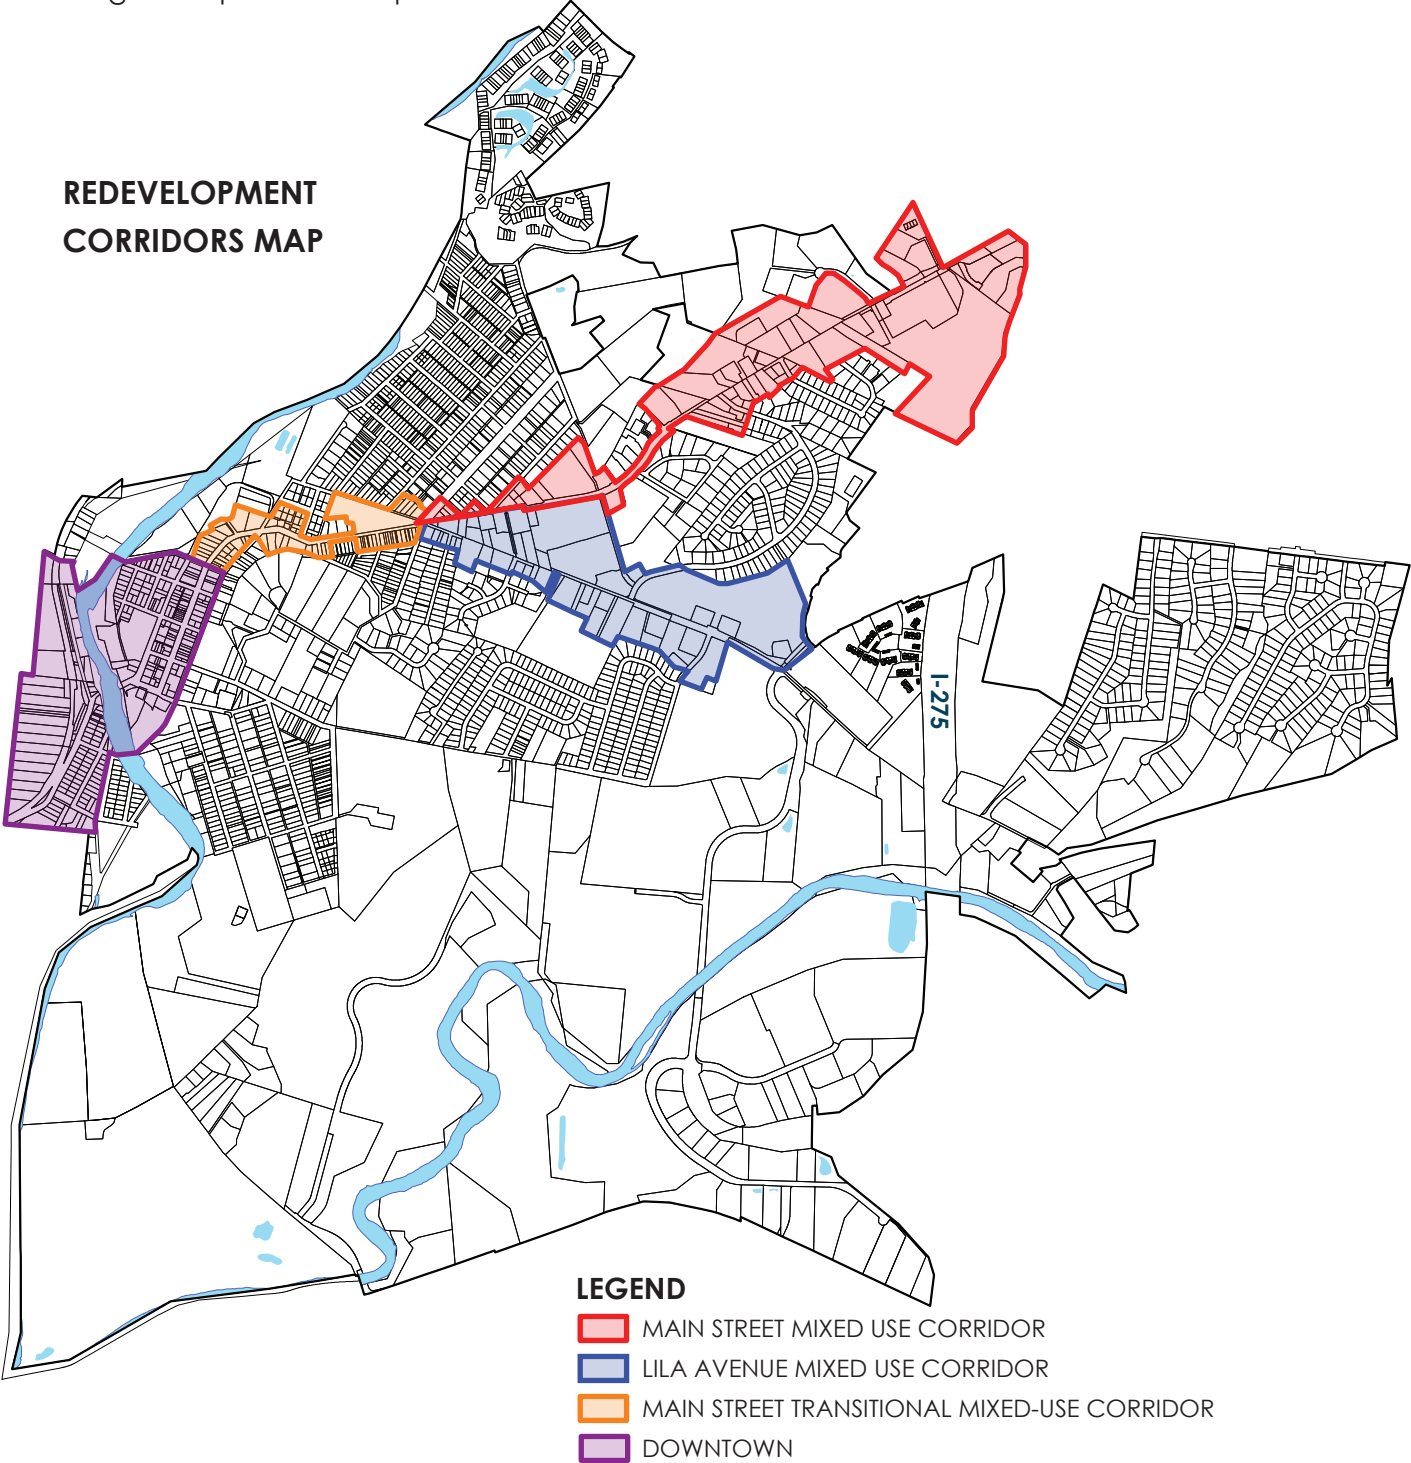 REDEVELOPMENT
CORRIDORS MAP
I-275
LEGEND
MAIN STREET MIXED USE CORRIDOR
LILA AVENUE MIXED USE CORRIDOR
MAIN STREET TRANSITIONAL MIXED-USE CORRIDOR
DOWNTOWN